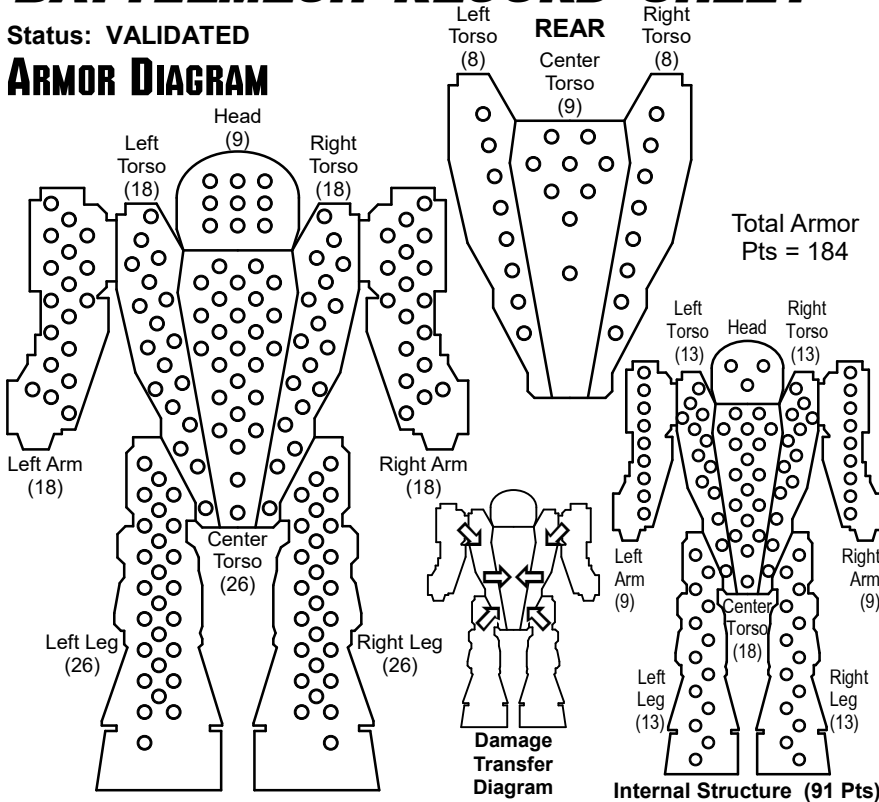 BATTLEMECH RECORD SHEET
Status: VALIDATED
ARMOR DIAGRAM
Head
(9)
Left
Torso
(18)
Right
Torso
(18)
Left Arm
(18)
Right Arm
(18)
Center
Torso
(26)
Left Leg
(26)
Right Leg
(26)
Left
Torso
(8)
REAR
Center
Torso
(9)
Right
Torso
(8)
Total Armor
Pts = 184
Left
Torso
(13)
Head
Right
Torso
(13)
Left
Arm
(9)
Right
Arm
(9)
Center
Torso
(18)
Left
Leg
(13)
Right
Leg
(13)
Damage
Transfer
Diagram
Internal Structure (91 Pts)